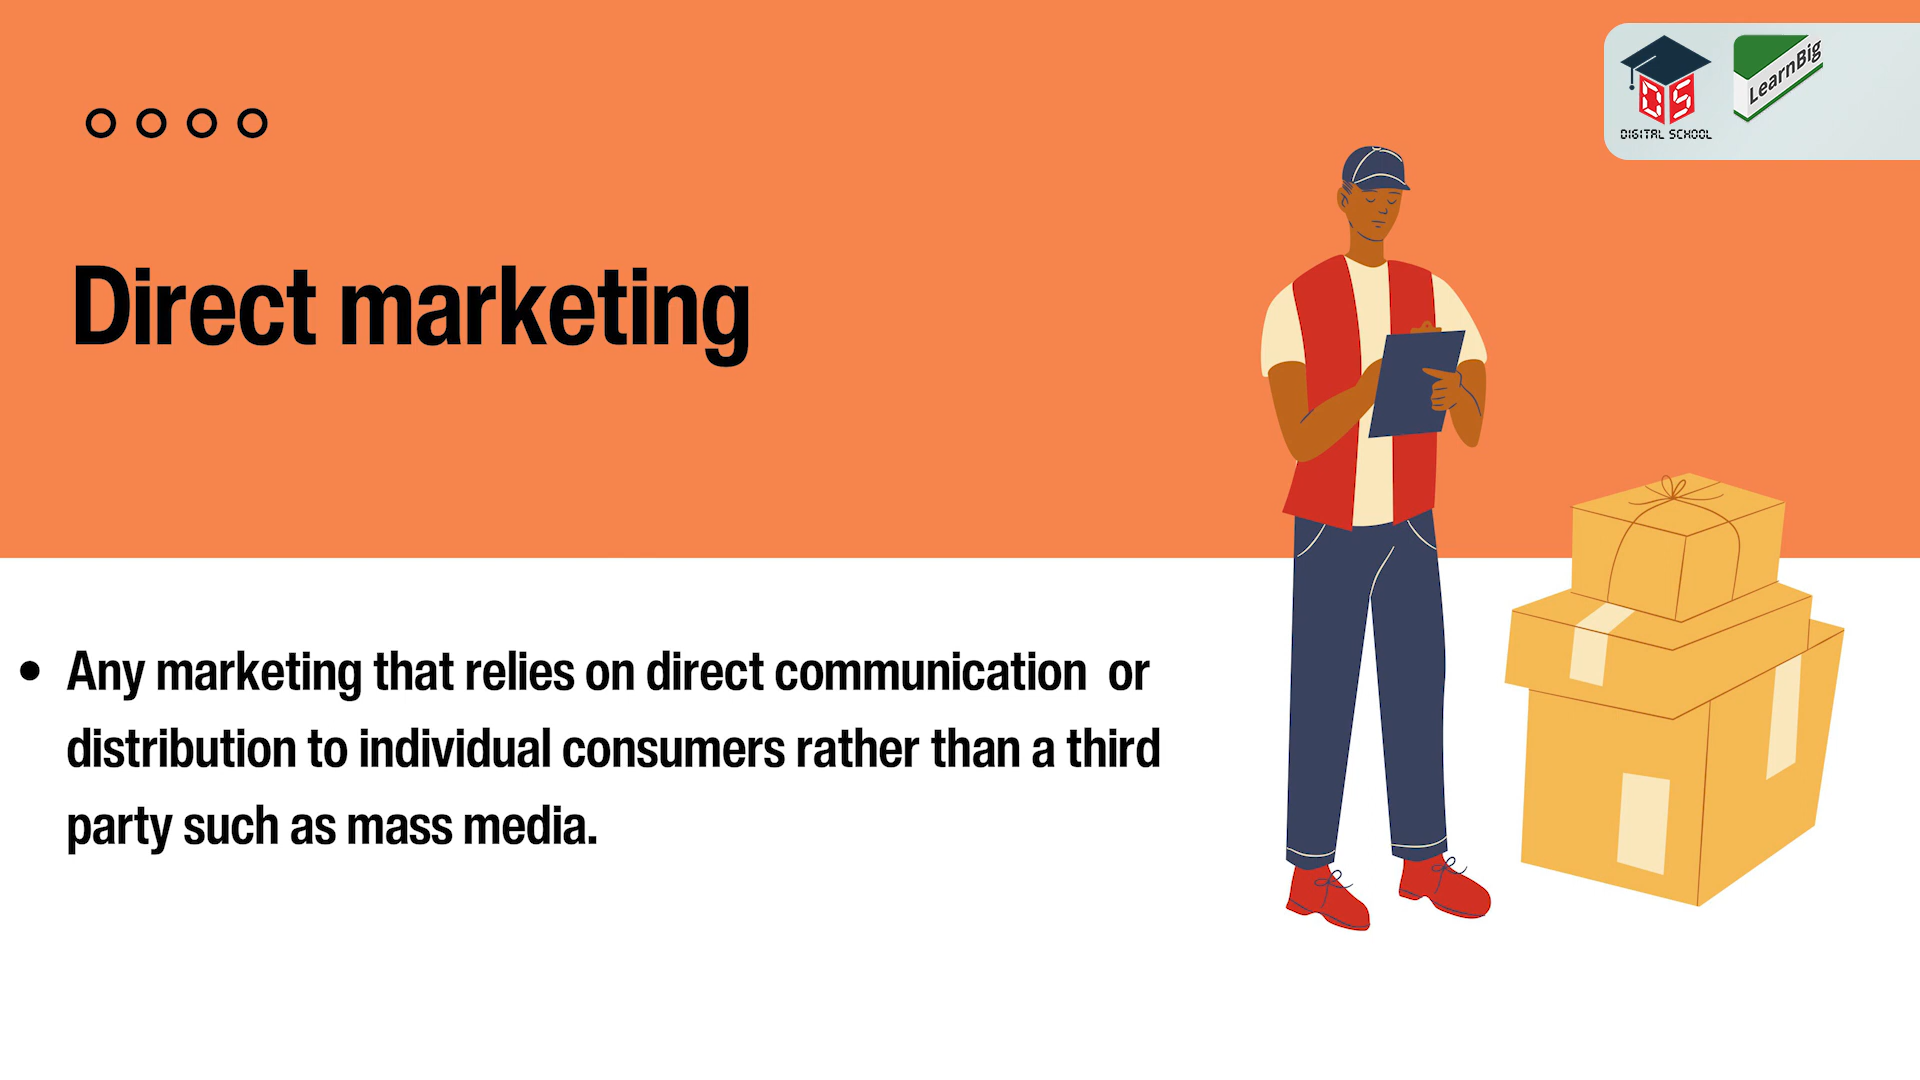 DS
DIGITAL SCHOOL
LearnBig
Direct marketing
• Any marketing that relies on direct communication or
distribution to individual consumers rather than a third
party such as mass media.